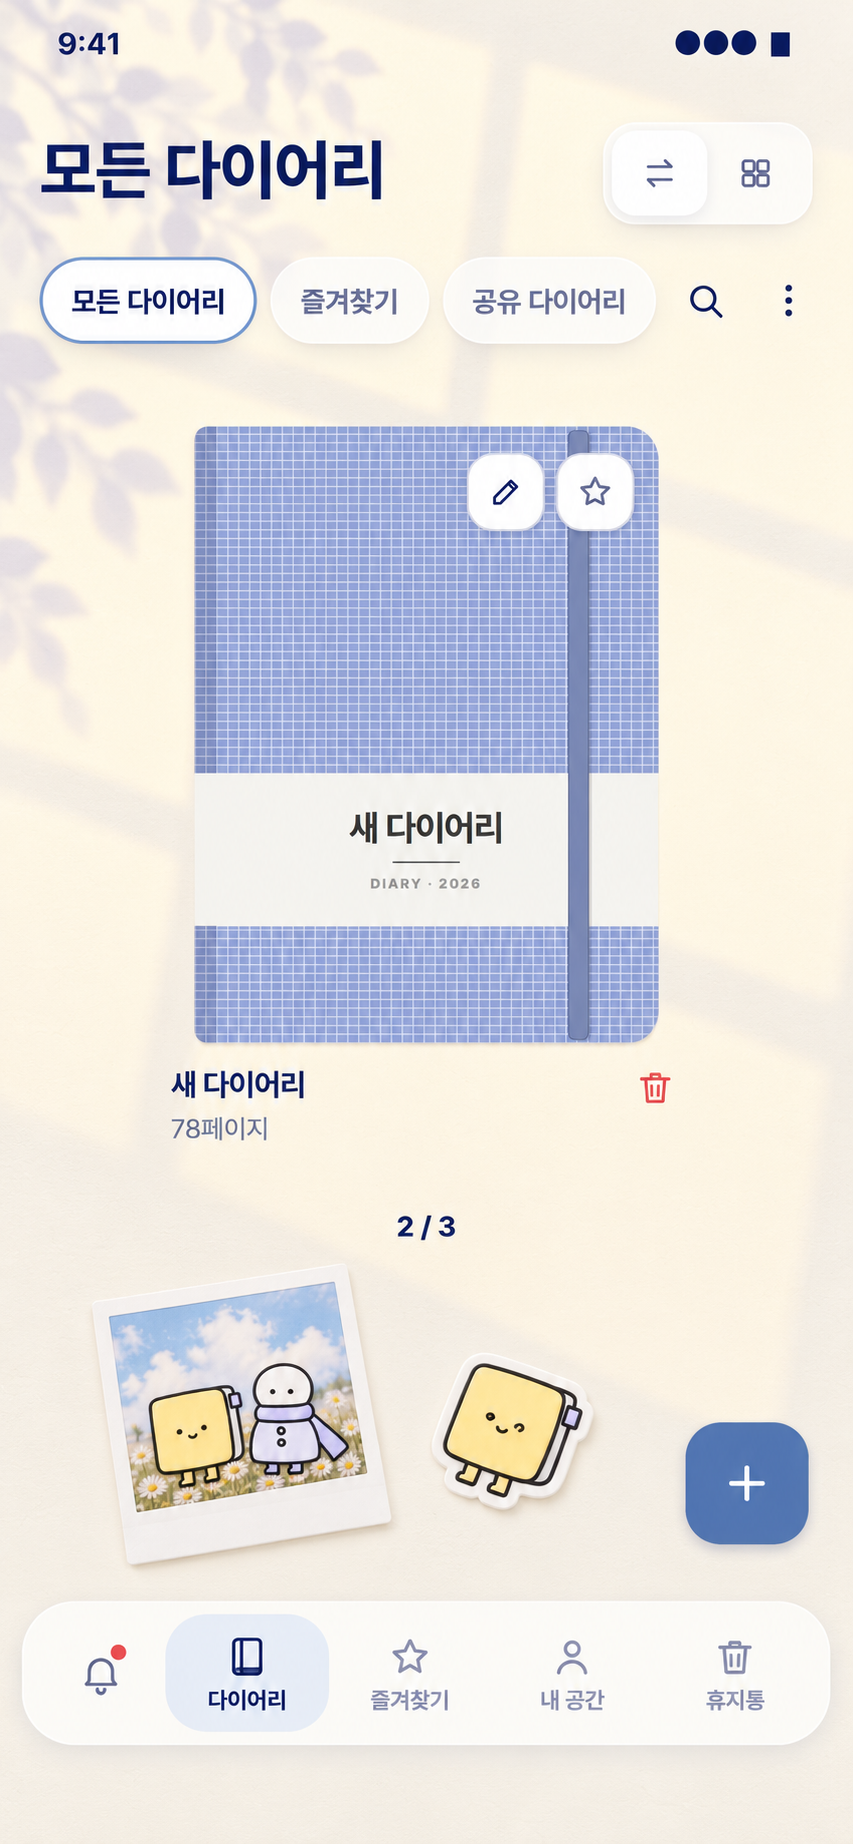 9:41
모든 다이어리
모든 다이어리 즐겨찾기 공유 다이어리
새 다이어리
DIARY · 2026
새 다이어리
78페이지
2 / 3
다이어리 즐겨찾기 내 공간 휴지통